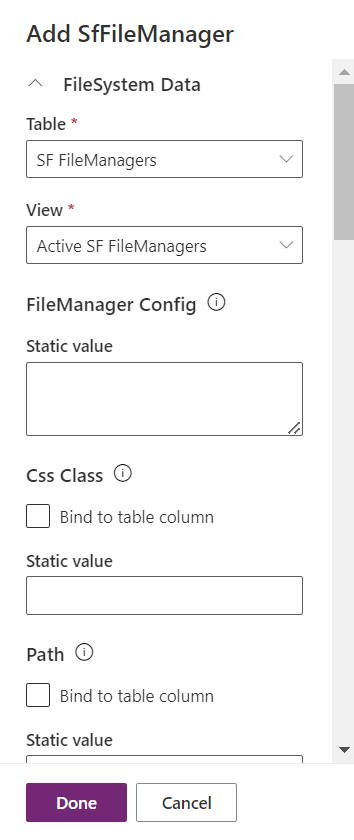 Add SfFileManager
FileSystem Data
Table *
SF FileManagers
View *
Active SF FileManagers
FileManager Config
Static value
Css Class
Bind to table column
Static value
Path
Bind to table column
Static value
Done Cancel